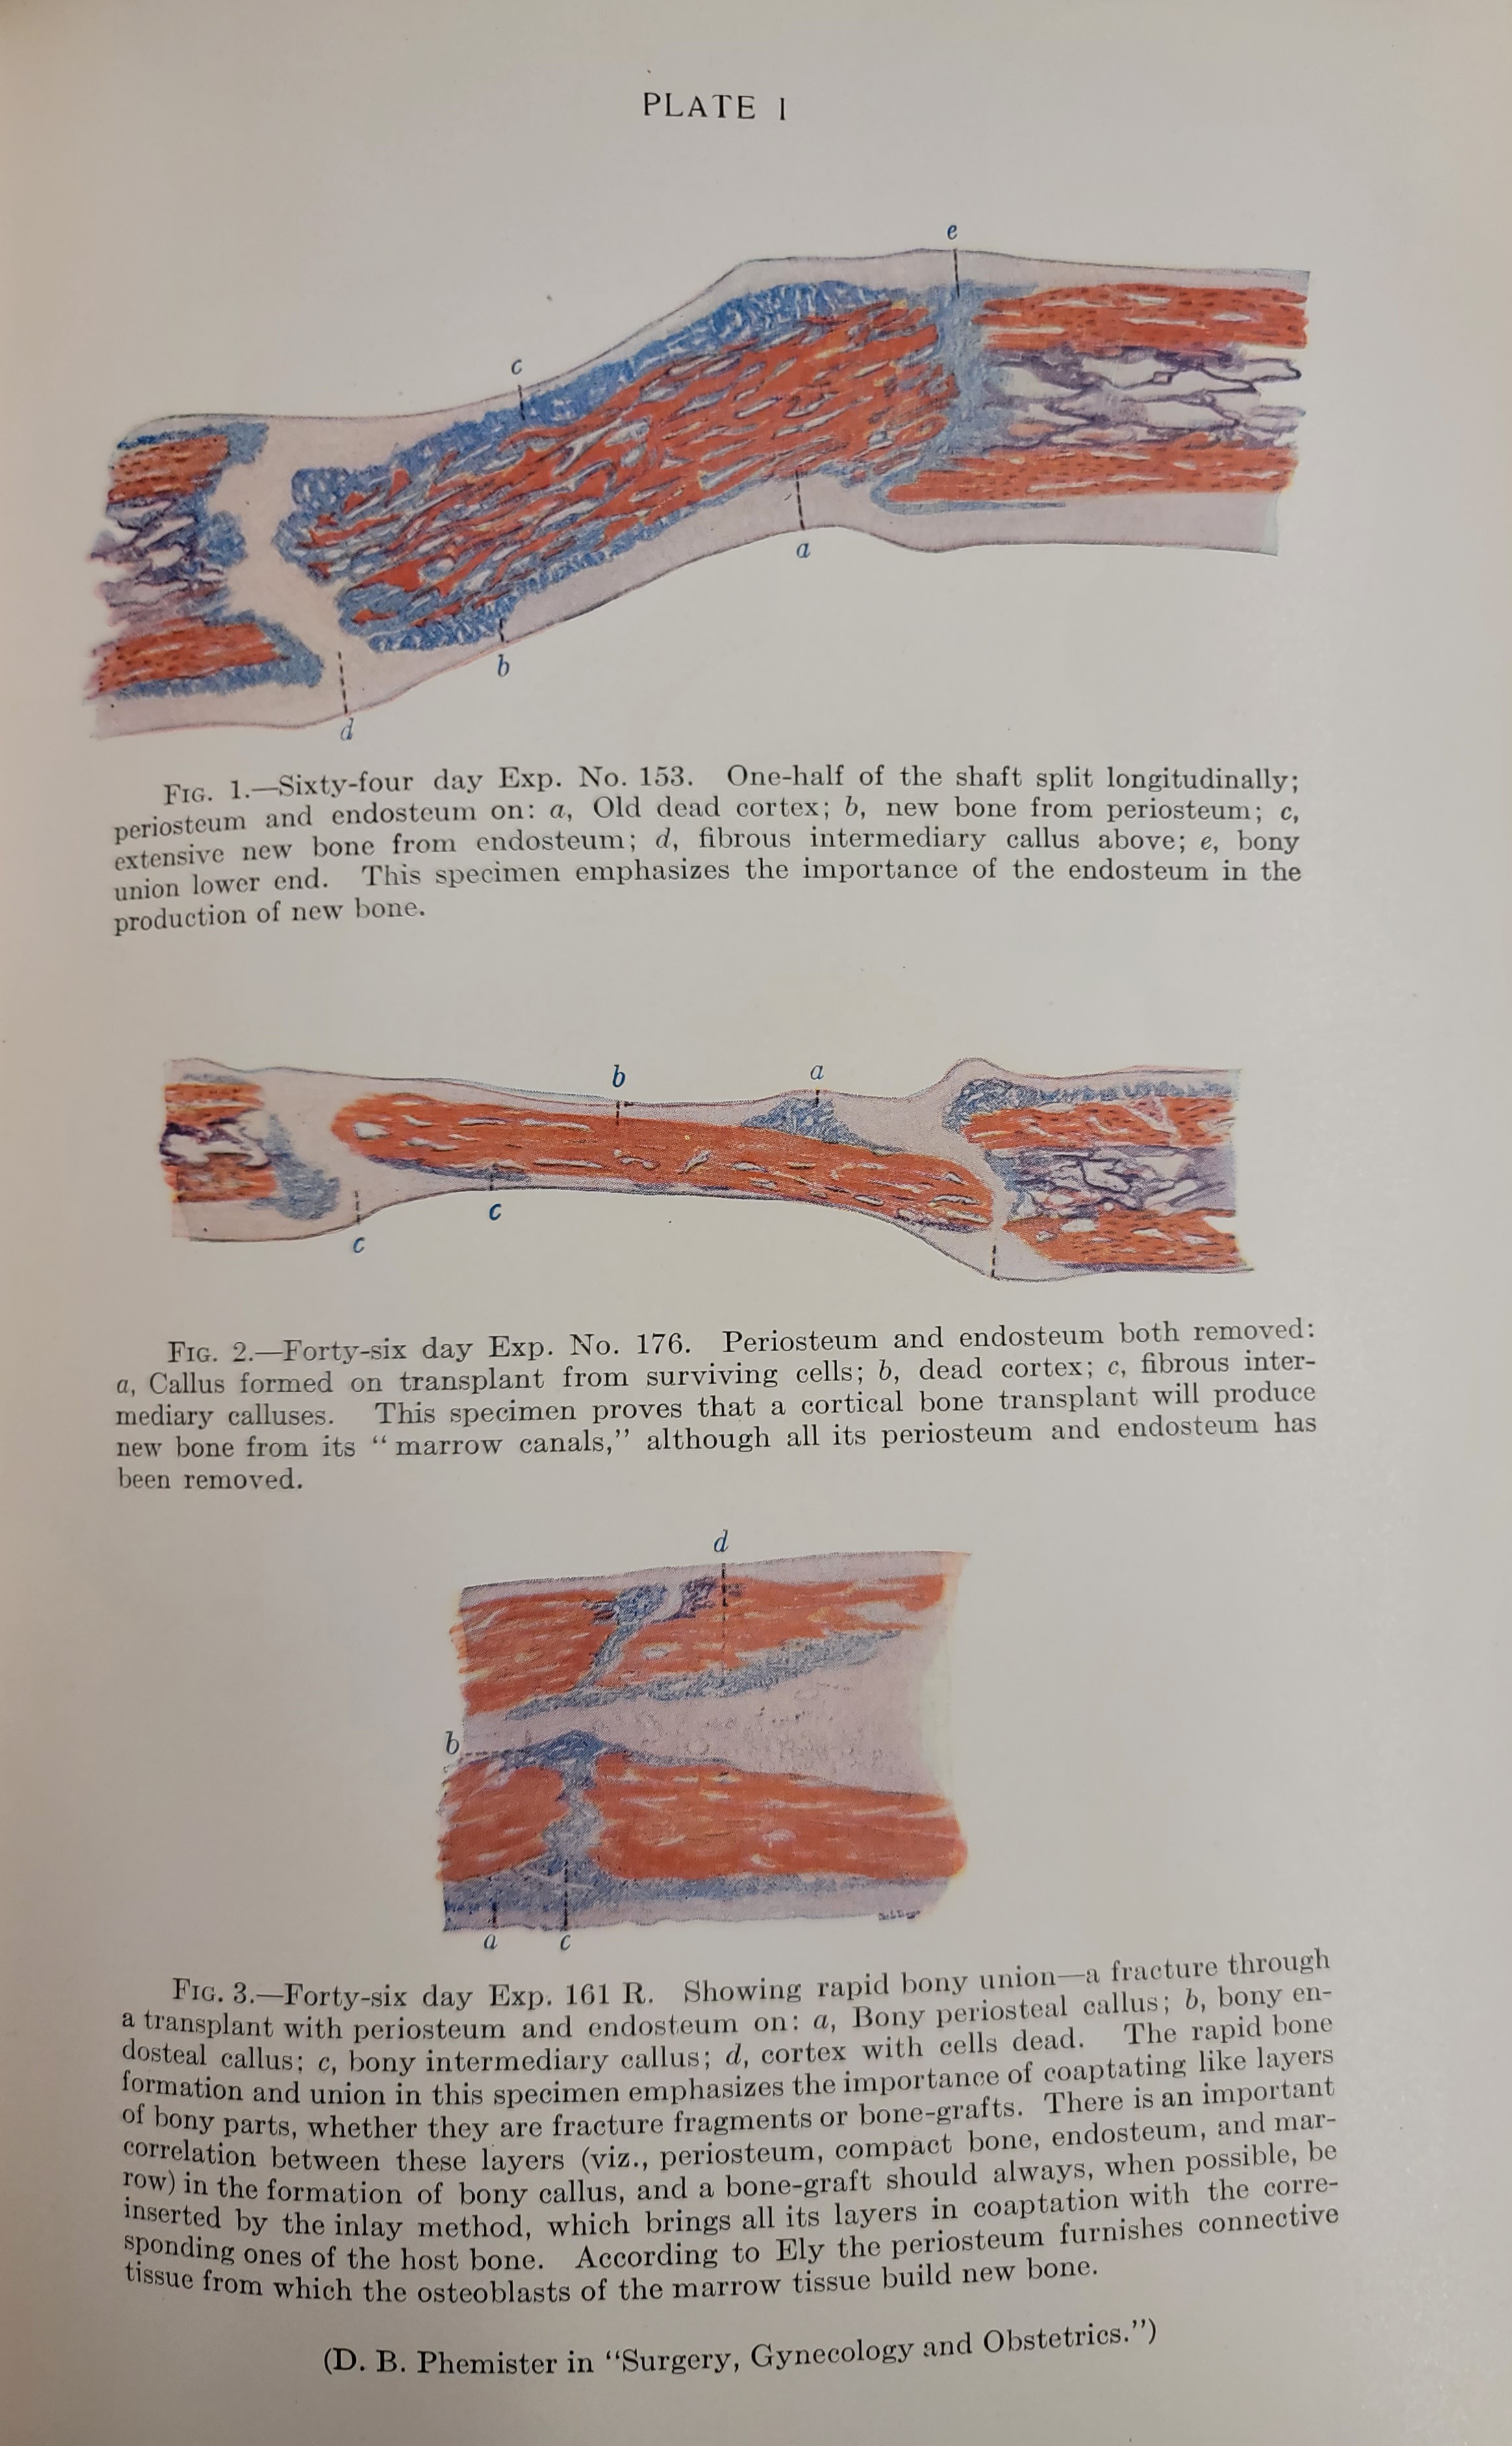 PLATE I
e
c
a
b
d
FIG. 1.—Sixty-four day Exp. No. 153. One-half of the shaft split longitudinally;
periosteum and endosteum on: a, Old dead cortex; b, new bone from periosteum; c,
extensive new bone from endosteum; d, fibrous intermediary callus above; e, bony
union lower end. This specimen emphasizes the importance of the endosteum in the
production of new bone.
b
a
c
c
FIG. 2.—Forty-six day Exp. No. 176. Periosteum and endosteum both removed:
a, Callus formed on transplant from surviving cells; b, dead cortex; c, fibrous inter-
mediary calluses. This specimen proves that a cortical bone transplant will produce
new bone from its “marrow canals,” although all its periosteum and endosteum has
been removed.
d
b
a
c
FIG. 3.—Forty-six day Exp. 161 R. Showing rapid bony union—a fracture through
a transplant with periosteum and endosteum on: a, Bony periosteal callus; b, bony en-
dosteal callus; c, bony intermediary callus; d, cortex with cells dead. The rapid bone
formation and union in this specimen emphasizes the importance of coaptating like layers
of bony parts, whether they are fracture fragments or bone-grafts. There is an important
correlation between these layers (viz., periosteum, compact bone, endosteum, and mar-
row) in the formation of bony callus, and a bone-graft should always, when possible, be
inserted by the inlay method, which brings all its layers in coaptation with the corre-
sponding ones of the host bone. According to Ely the periosteum furnishes connective
tissue from which the osteoblasts of the marrow tissue build new bone.
(D. B. Phemister in “Surgery, Gynecology and Obstetrics.”)